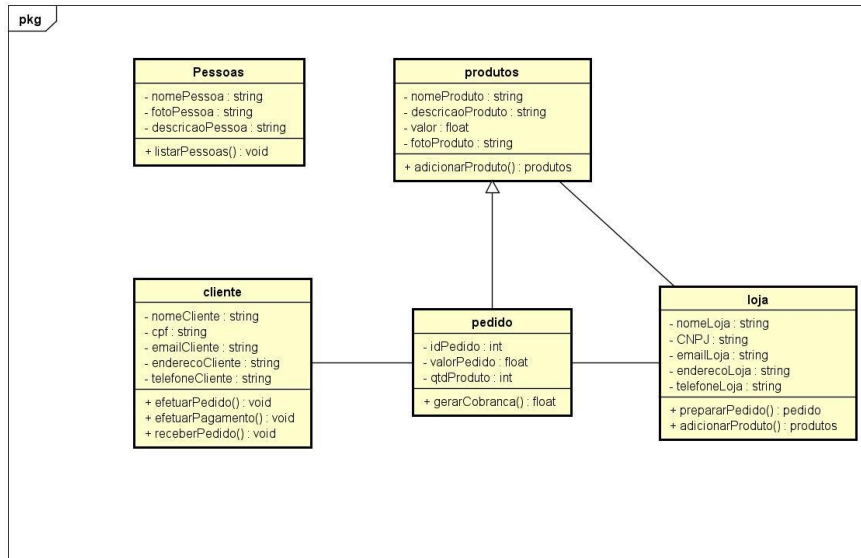 pkg
Pessoas
- nomePessoa : string
- fotoPessoa : string
- descricaoPessoa : string
+ listarPessoas() : void
produtos
- nomeProduto : string
- descricaoProduto : string
- valor : float
- fotoProduto : string
+ adicionarProduto() : produtos
cliente
- nomeCliente : string
- cpf : string
- emailCliente : string
- enderecoCliente : string
- telefoneCliente : string
+ efetuarPedido() : void
+ efetuarPagamento() : void
+ receberPedido() : void
pedido
- idPedido : int
- valorPedido : float
- qtdProduto : int
+ gerarCobranca() : float
loja
- nomeLoja : string
- CNPJ : string
- emailLoja : string
- enderecoLoja : string
- telefoneLoja : string
+ prepararPedido() : pedido
+ adicionarProduto() : produtos